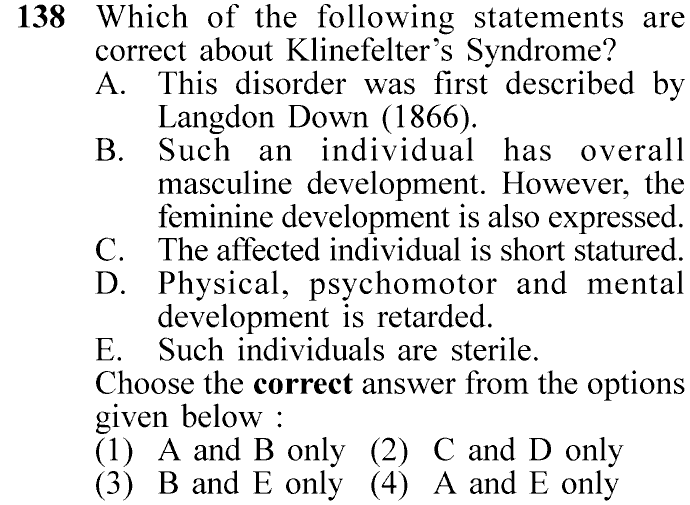 138 Which of the following statements are
correct about Klinefelter’s Syndrome?
A. This disorder was first described by
Langdon Down (1866).
B. Such an individual has overall
masculine development. However, the
feminine development is also expressed.
C. The affected individual is short statured.
D. Physical, psychomotor and mental
development is retarded.
E. Such individuals are sterile.
Choose the correct answer from the options
given below :
(1) A and B only (2) C and D only
(3) B and E only (4) A and E only